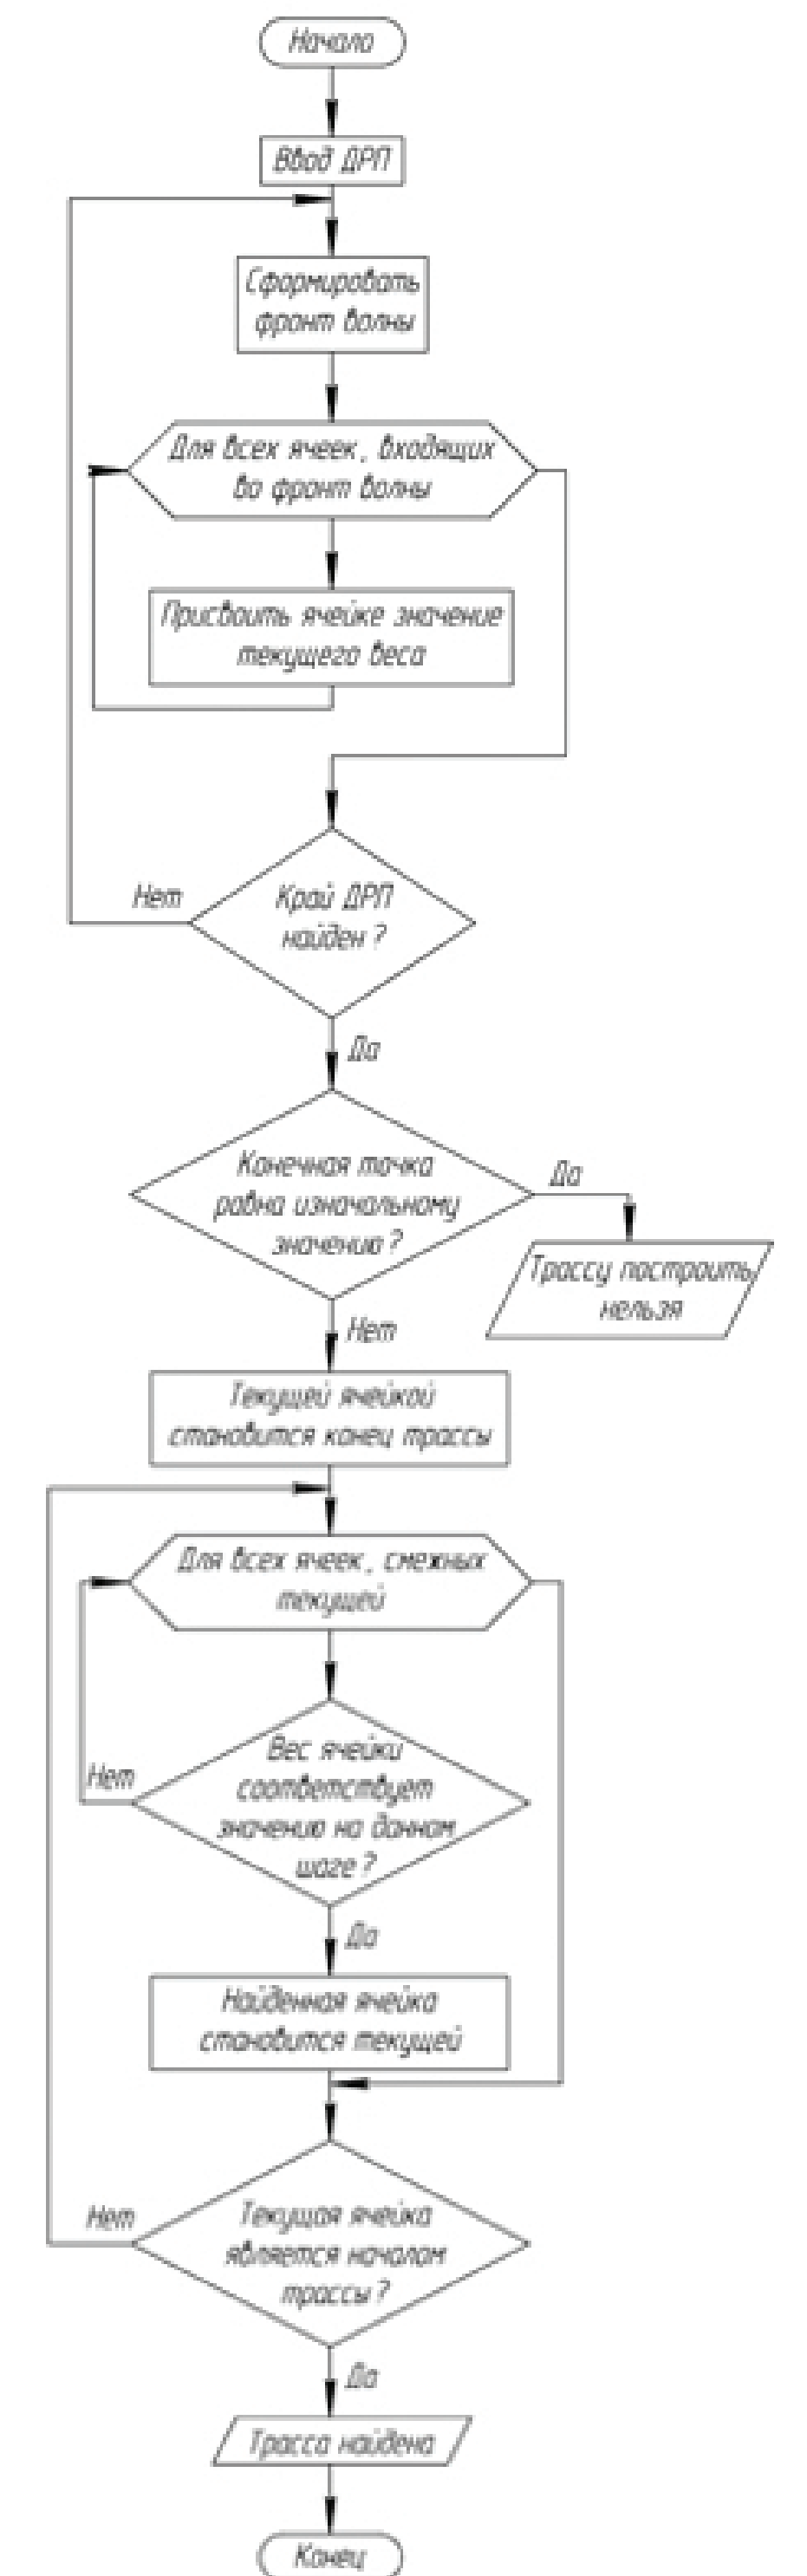 Начало
Ввод ДРП
Сформировать
фронт волны
Для всех ячеек, входящих
во фронт волны
Присвоить ячейке значение
текущего веса
Нет
Край ДРП
найден ?
Да
Конечная точка
равна изначальному
значению ?
Да
Трассу построить
нельзя
Нет
Текущей ячейкой
становится конец трассы
Для всех ячеек, смежных
текущей
Вес ячейки
соответствует
значению на данном
шаге ?
Нет
Да
Найденная ячейка
становится текущей
Нет
Текущая ячейка
является началом
трассы ?
Да
Трасса найдена
Конец